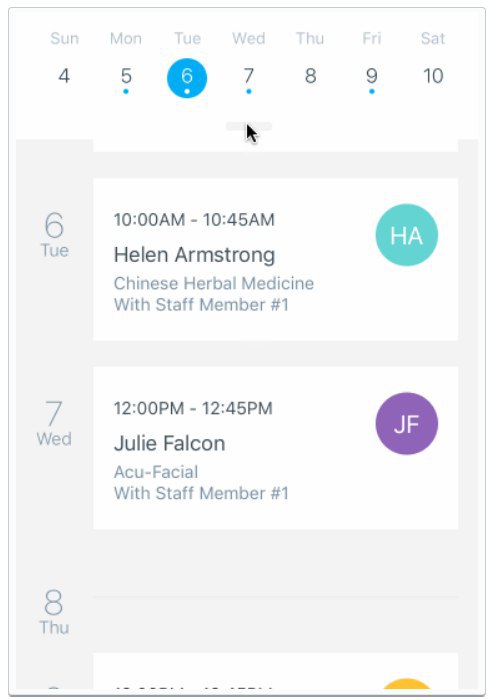 Sun Mon Tue Wed Thu Fri Sat
4 5 6 7 8 9 10
6
Tue
10:00AM - 10:45AM
Helen Armstrong
Chinese Herbal Medicine
With Staff Member #1
HA
7
Wed
12:00PM - 12:45PM
Julie Falcon
Acu-Facial
With Staff Member #1
JF
8
Thu